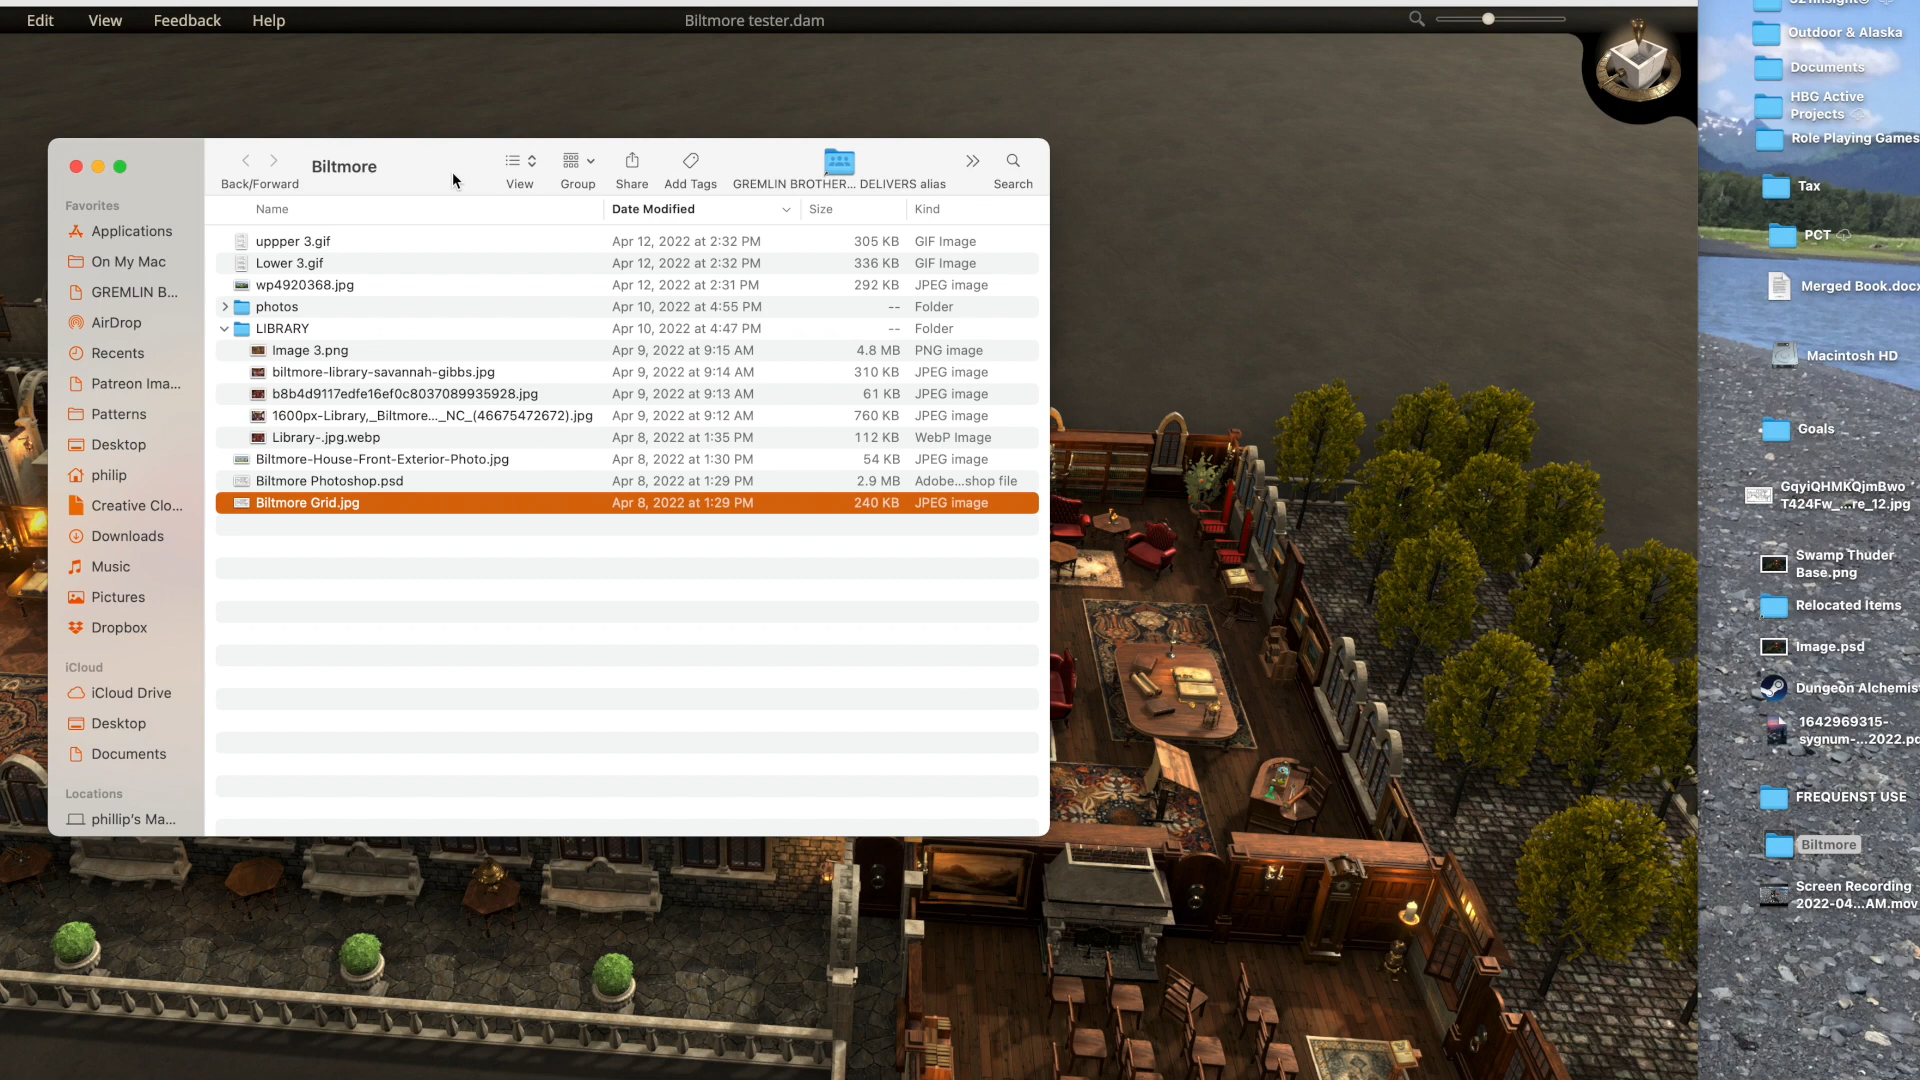 Edit View Feedback Help Biltmore tester.dam
Biltmore
Back/Forward View Group Share Add Tags GREMLIN BROTHER... DELIVERS alias Search
Favorites
Applications
On My Mac
GREMLIN B...
AirDrop
Recents
Patreon Ima...
Patterns
Desktop
philip
Creative Clo...
Downloads
Music
Pictures
Dropbox
iCloud
iCloud Drive
Desktop
Documents
Locations
phillip's Ma...
Name Date Modified Size Kind
uppper 3.gif Apr 12, 2022 at 2:32 PM 305 KB GIF Image
Lower 3.gif Apr 12, 2022 at 2:32 PM 336 KB GIF Image
wp4920368.jpg Apr 12, 2022 at 2:31 PM 292 KB JPEG image
photos Apr 10, 2022 at 4:55 PM -- Folder
LIBRARY Apr 10, 2022 at 4:47 PM -- Folder
Image 3.png Apr 9, 2022 at 9:15 AM 4.8 MB PNG image
biltmore-library-savannah-gibbs.jpg Apr 9, 2022 at 9:14 AM 310 KB JPEG image
b8b4d9117edfe16ef0c8037089935928.jpg Apr 9, 2022 at 9:13 AM 61 KB JPEG image
1600px-Library,_Biltmore..._NC_(46675472672).jpg Apr 9, 2022 at 9:12 AM 760 KB JPEG image
Library-.jpg.webp Apr 8, 2022 at 1:35 PM 112 KB WebP Image
Biltmore-House-Front-Exterior-Photo.jpg Apr 8, 2022 at 1:30 PM 54 KB JPEG image
Biltmore Photoshop.psd Apr 8, 2022 at 1:29 PM 2.9 MB Adobe...shop file
Biltmore Grid.jpg Apr 8, 2022 at 1:29 PM 240 KB JPEG image
Outdoor & Alaska
Documents
HBG Active
Projects
Role Playing Games
Tax
PCT
Merged Book.docx
Macintosh HD
Goals
GqyiQHMKQjmBwo
T424Fw_...re_12.jpg
Swamp Thuder
Base.png
Relocated Items
Image.psd
Dungeon Alchemis
1642969315-
sygnum-...2022.pd
FREQUENST USE
Biltmore
Screen Recording
2022-04...AM.mov